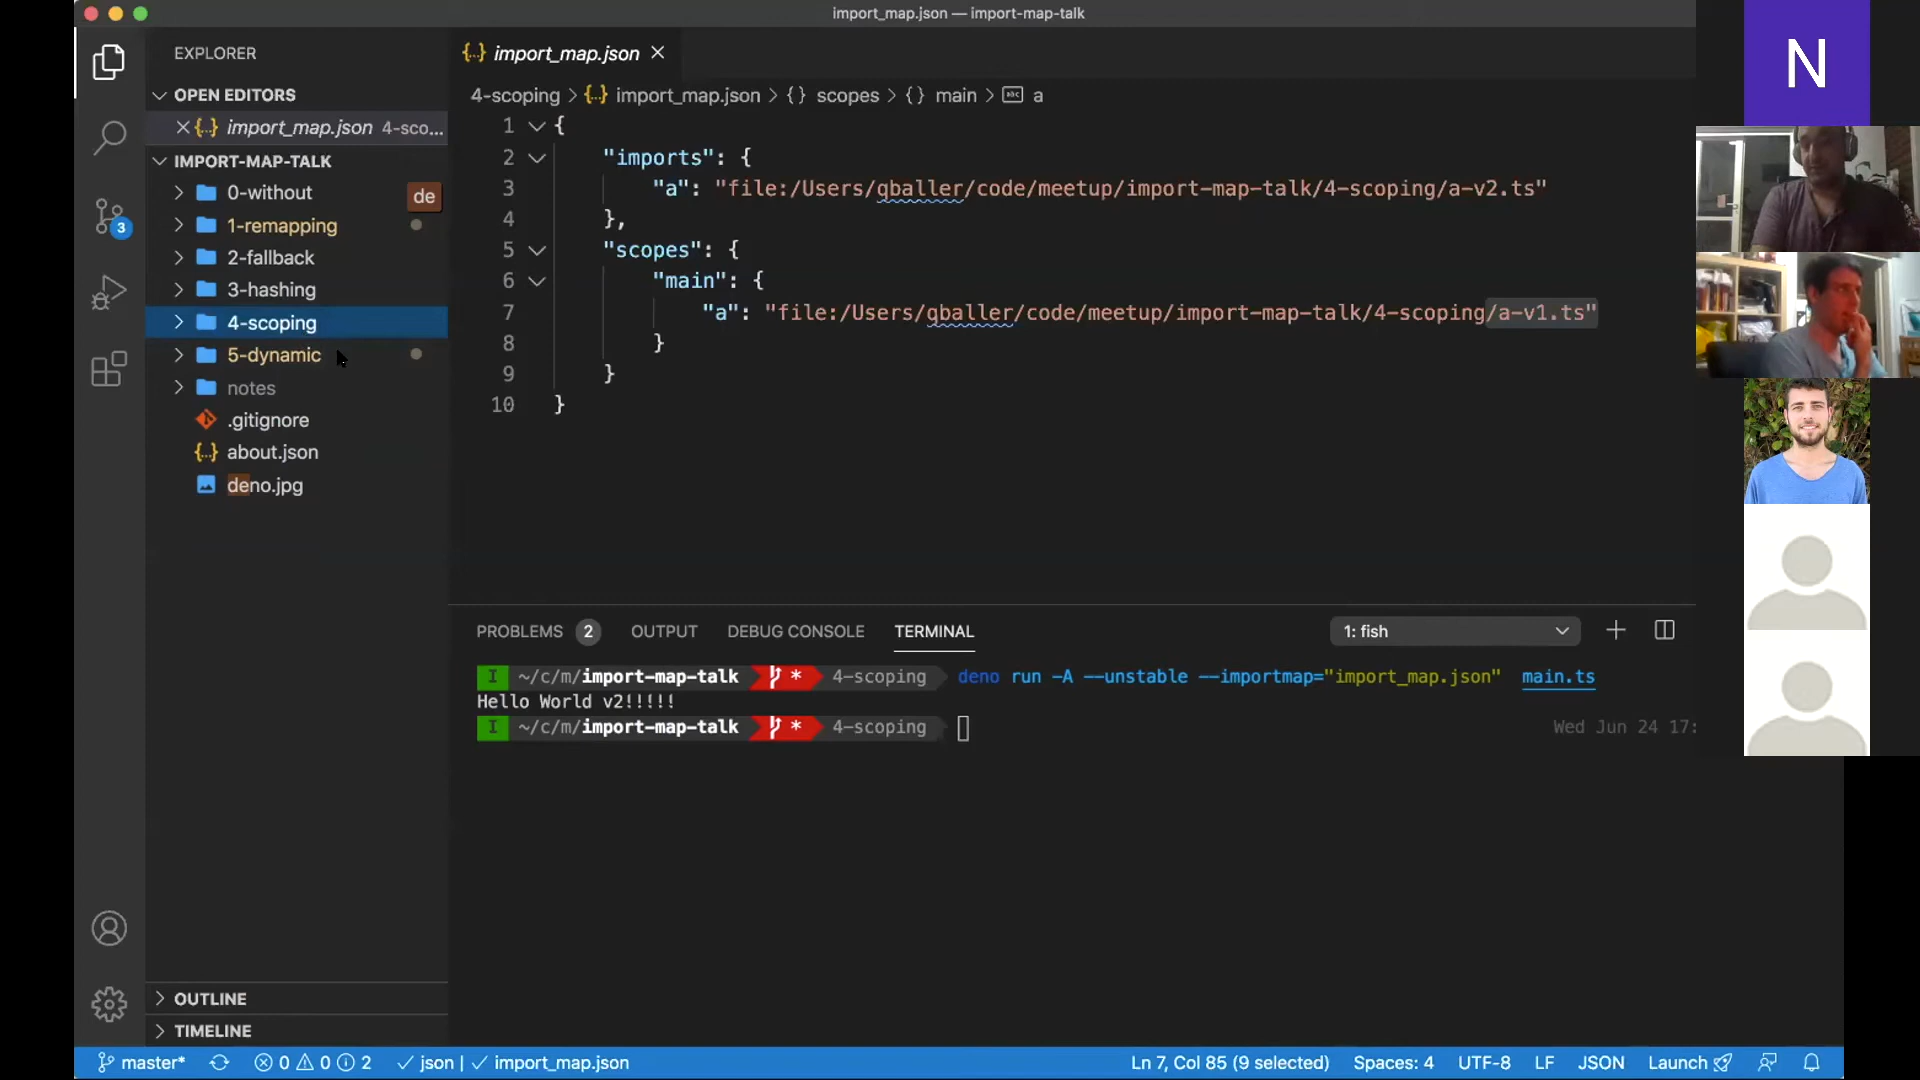 import_map.json — import-map-talk
EXPLORER
OPEN EDITORS
import_map.json 4-sco...
IMPORT-MAP-TALK
0-without
de
1-remapping
2-fallback
3-hashing
4-scoping
5-dynamic
notes
.gitignore
about.json
deno.jpg
OUTLINE
TIMELINE
3
import_map.json
4-scoping > {..} import_map.json > {} scopes > {} main > abc a
1 {
2 "imports": {
3 "a": "file:/Users/qballer/code/meetup/import-map-talk/4-scoping/a-v2.ts"
4 },
5 "scopes": {
6 "main": {
7 "a": "file:/Users/qballer/code/meetup/import-map-talk/4-scoping/a-v1.ts"
8 }
9 }
10 }
PROBLEMS 2 OUTPUT DEBUG CONSOLE TERMINAL 1: fish
I ~/c/m/import-map-talk * 4-scoping deno run -A --unstable --importmap="import_map.json" main.ts
Hello World v2!!!!!
I ~/c/m/import-map-talk * 4-scoping Wed Jun 24 17:
N
master* 0 0 2 json | import_map.json Ln 7, Col 85 (9 selected) Spaces: 4 UTF-8 LF JSON Launch